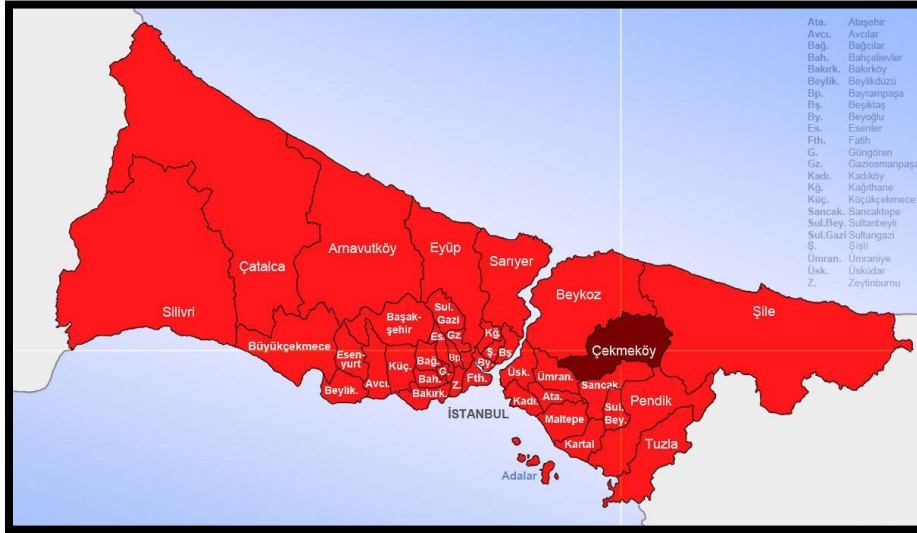 Ata. Ataşehir
Avcı. Avcılar
Bağ. Bağcılar
Bah. Bahçelievler
Bakırk. Bakırköy
Beylik. Beylikdüzü
Bp. Bayrampaşa
Bş. Beşiktaş
By. Beyoğlu
Es. Esenler
Fth. Fatih
G. Güngören
Gz. Gaziosmanpaşa
Kadı. Kadıköy
Kğ. Kağıthane
Küç. Küçükçekmece
Sancak. Sancaktepe
Sul.Bey. Sultanbeyli
Sul.Gazi Sultangazi
Ş. Şişli
Ümran. Ümraniye
Üsk. Üsküdar
Z. Zeytinburnu
Silivri
Çatalca
Arnavutköy
Eyüp
Sarıyer
Beykoz
Şile
Çekmeköy
Büyükçekmece
Başak-
şehir
Sul.
Gazi
Es.
Gz.
Kğ.
Esen-
yurt
Küç.
Bağ.
Bp.
By.
Ş.
Bş.
Beylik.
Avcı.
Bah.
G.
Bakırk.
Z.
Fth.
Üsk.
Ümran.
Sancak.
Kadı.
Ata.
Maltepe
Sul.
Bey.
Pendik
Kartal
Tuzla
İSTANBUL
Adalar